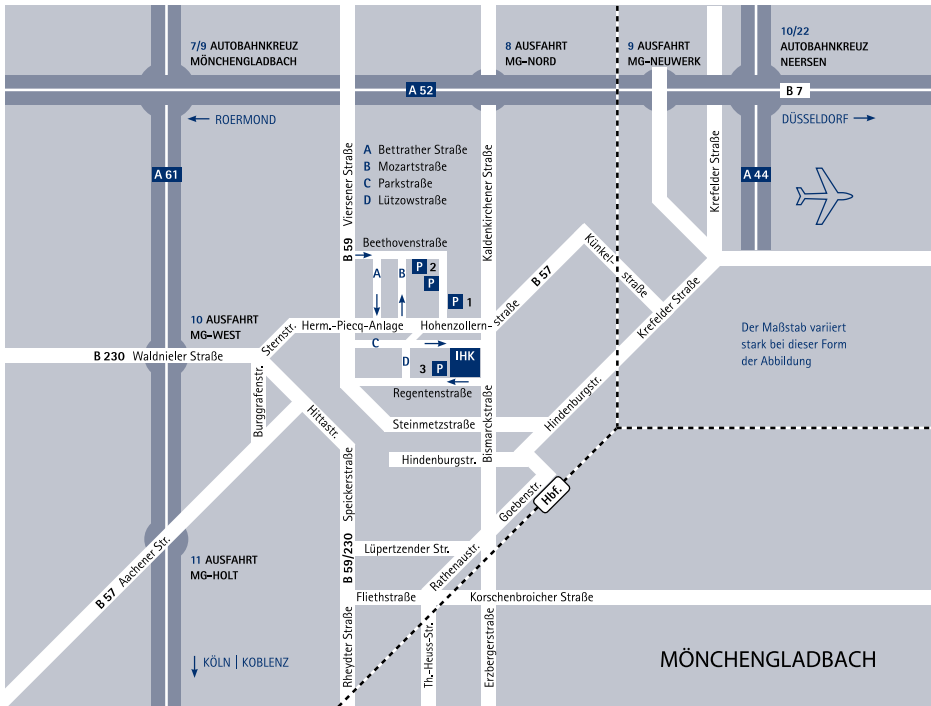 7/9 AUTOBAHNKREUZ
MÖNCHENGLADBACH
8 AUSFAHRT
MG–NORD
9 AUSFAHRT
MG–NEUWERK
10/22
AUTOBAHNKREUZ
NEERSEN
A 52
B 7
← ROERMOND
DÜSSELDORF →
A 61
A 44
Viersener Straße
B 59
A Bettrather Straße
B Mozartstraße
C Parkstraße
D Lützowstraße
Kaldenkirchener Straße
Krefelder Straße
Beethovenstraße
A
B
P 2
P
P 1
B 57
Künkel-
straße
Krefelder Straße
10 AUSFAHRT
MG–WEST
Sternstr.
Herm.-Piecq-Anlage
Hohenzollern-
straße
C
D
3 P
IHK
Regentenstraße
Der Maßstab variiert
stark bei dieser Form
der Abbildung
B 230 Waldnieler Straße
Burggrafenstr.
Hittastr.
Steinmetzstraße
Bismarckstraße
Hindenburgstr.
Hindenburgstr.
Speickerstraße
B 59/230
Goebenstr.
Hbf.
Lüpertzender Str.
Rathenaustr.
11 AUSFAHRT
MG–HOLT
B 57 Aachener Str.
Fliethstraße
Korschenbroicher Straße
Rheydter Straße
Th.-Heuss-Str.
Erzbergerstraße
↓ KÖLN | KOBLENZ
MÖNCHENGLADBACH